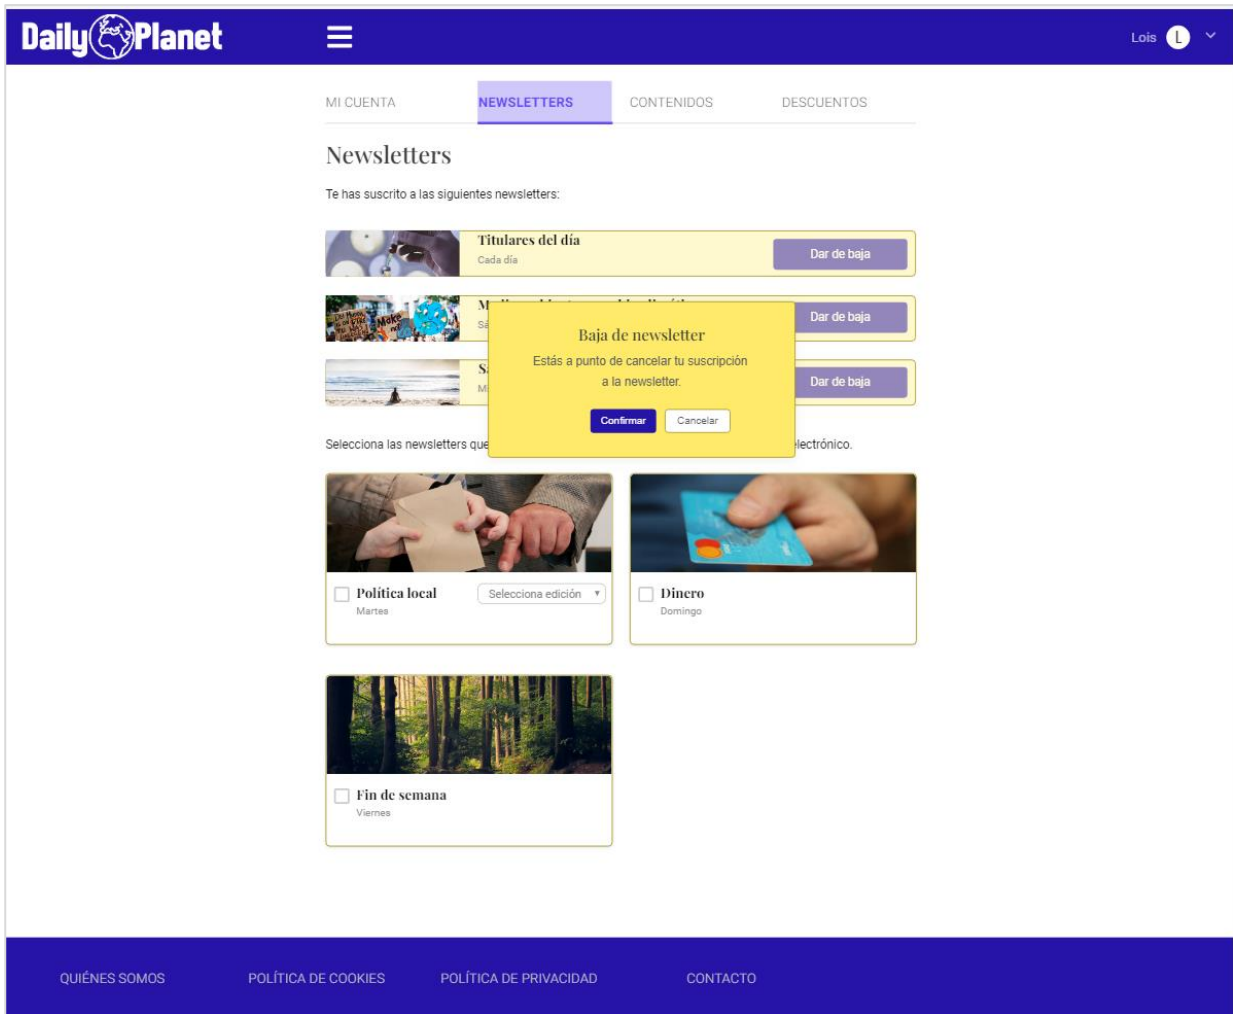 Daily Planet
Lois L
MI CUENTA NEWSLETTERS CONTENIDOS DESCUENTOS
Newsletters
Te has suscrito a las siguientes newsletters:
Titulares del día
Cada día
Dar de baja
Make
Dar de baja
Dar de baja
Baja de newsletter
Estás a punto de cancelar tu suscripción
a la newsletter.
Confirmar Cancelar
Selecciona las newsletters que
electrónico.
Política local
Martes
Selecciona edición
Dinero
Domingo
Fin de semana
Viernes
QUIÉNES SOMOS POLÍTICA DE COOKIES POLÍTICA DE PRIVACIDAD CONTACTO